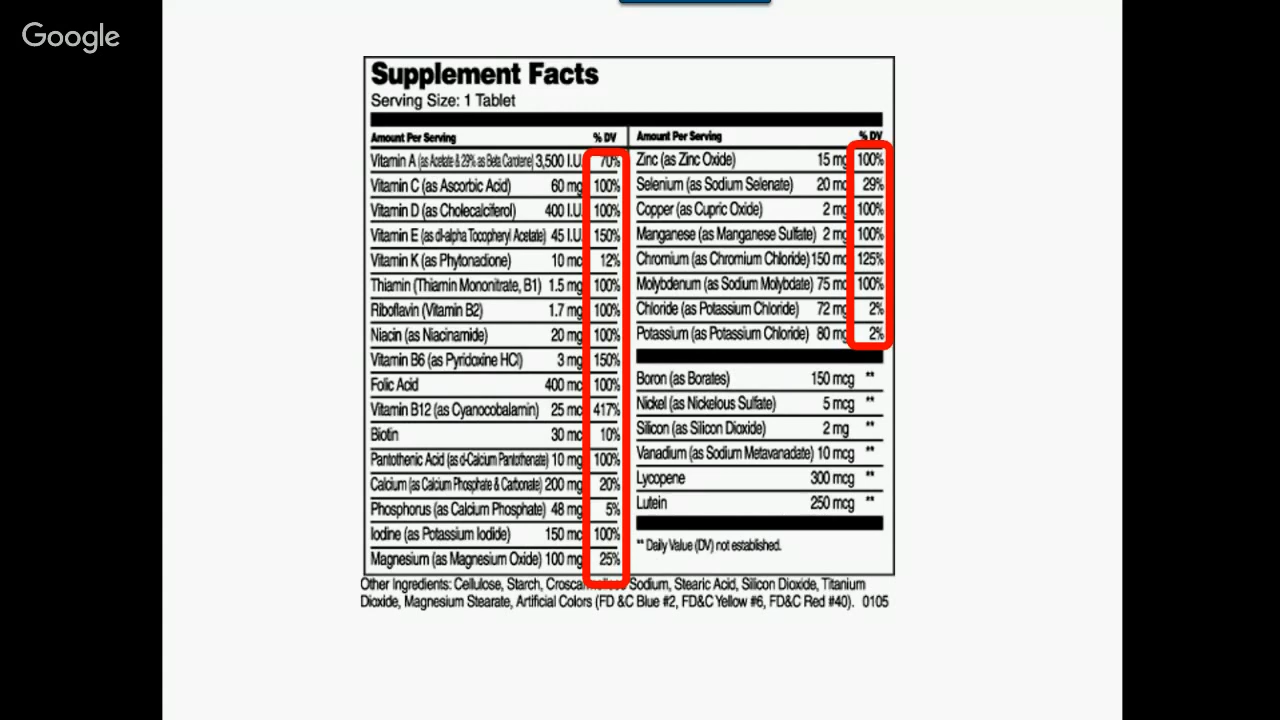 Google
Supplement Facts
Serving Size: 1 Tablet
Amount Per Serving % DV
Vitamin A (as Acetate & 29% as Beta Carotene) 3,500 I.U. 70%
Vitamin C (as Ascorbic Acid) 60 mg 100%
Vitamin D (as Cholecalciferol) 400 I.U. 100%
Vitamin E (as dl-alpha Tocopheryl Acetate) 45 I.U. 150%
Vitamin K (as Phytonadione) 10 mc 12%
Thiamin (Thiamin Mononitrate, B1) 1.5 mg 100%
Riboflavin (Vitamin B2) 1.7 mg 100%
Niacin (as Niacinamide) 20 mg 100%
Vitamin B6 (as Pyridoxine HCl) 3 mg 150%
Folic Acid 400 mc 100%
Vitamin B12 (as Cyanocobalamin) 25 mc 417%
Biotin 30 mc 10%
Pantothenic Acid (as d-Calcium Pantothenate) 10 mg 100%
Calcium (as Calcium Phosphate & Carbonate) 200 mg 20%
Phosphorus (as Calcium Phosphate) 48 mg 5%
Iodine (as Potassium Iodide) 150 mc 100%
Magnesium (as Magnesium Oxide) 100 mg 25%
Amount Per Serving % DV
Zinc (as Zinc Oxide) 15 mg 100%
Selenium (as Sodium Selenate) 20 mc 29%
Copper (as Cupric Oxide) 2 mg 100%
Manganese (as Manganese Sulfate) 2 mg 100%
Chromium (as Chromium Chloride) 150 mc 125%
Molybdenum (as Sodium Molybdate) 75 mc 100%
Chloride (as Potassium Chloride) 72 mg 2%
Potassium (as Potassium Chloride) 80 mg 2%
Boron (as Borates) 150 mcg **
Nickel (as Nickelous Sulfate) 5 mcg **
Silicon (as Silicon Dioxide) 2 mg **
Vanadium (as Sodium Metavanadate) 10 mcg **
Lycopene 300 mcg **
Lutein 250 mcg **
** Daily Value (DV) not established.
Other Ingredients: Cellulose, Starch, Sodium, Stearic Acid, Silicon Dioxide, Titanium
Dioxide, Magnesium Stearate, Artificial Colors (FD &C Blue #2, FD&C Yellow #6, FD&C Red #40). 0105